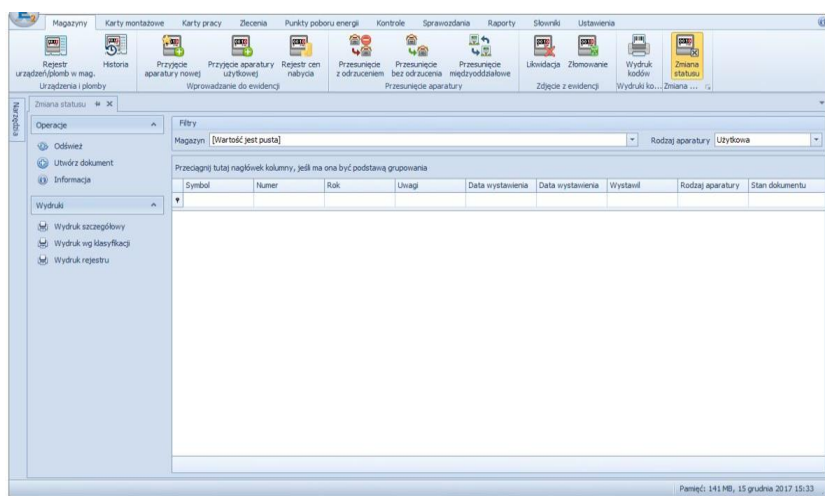 Magazyny Karty montażowe Karty pracy Zlecenia Punkty poboru energii Kontrole Sprawozdania Raporty Słowniki Ustawienia
Rejestr urządzeń/plomb w mag.
Historia
Urządzenia i plomby
Przyjęcie aparatury nowej
Przyjęcie aparatury użytkowej
Rejestr cen nabycia
Wprowadzanie do ewidencji
Przesunięcie z odrzuceniem
Przesunięcie bez odrzucenia
Przesunięcie międzyoddziałowe
Przesunięcie aparatury
Likwidacja
Złomowanie
Zdjęcie z ewidencji
Wydruk kodów
Wydruki ko...
Zmiana statusu
Zmiana ...
Narzędzia
Zmiana statusu
Operacje
Odśwież
Utwórz dokument
Informacja
Wydruki
Wydruk szczegółowy
Wydruk wg klasyfikacji
Wydruk rejestru
Filtry
Magazyn [Wartość jest pusta] Rodzaj aparatury Użytkowa
Przeciągnij tutaj nagłówek kolumny, jeśli ma ona być podstawą grupowania
Symbol Numer Rok Uwagi Data wystawienia Data wystawienia Wystawił Rodzaj aparatury Stan dokumentu
Pamięć: 141 MB, 15 grudnia 2017 15:33